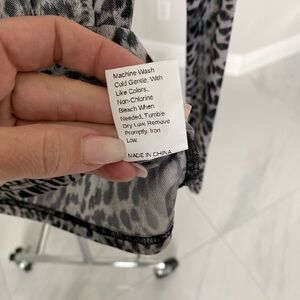 Machine Wash
Cold Gentle, With
Like Colors,
Non-Chlorine
Bleach When
Needed, Tumble
Dry Low, Remove
Promptly, Iron
Low.
MADE IN CHINA